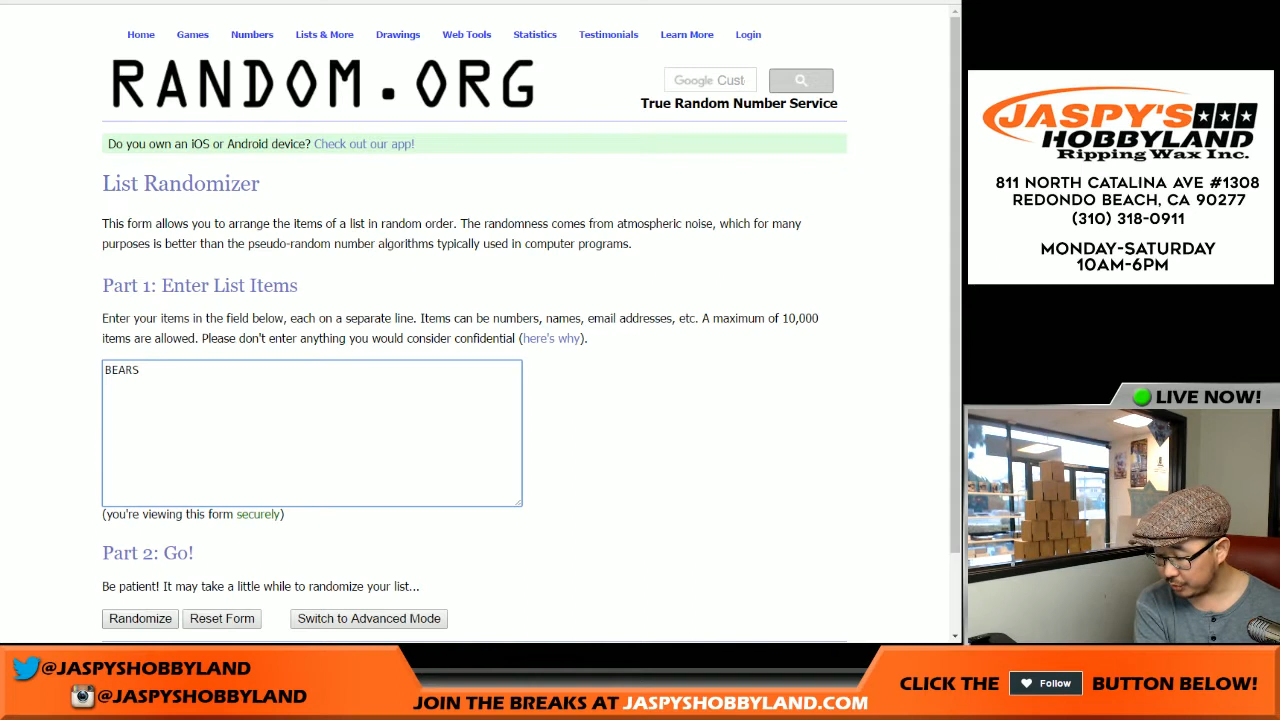 Home Games Numbers Lists & More Drawings Web Tools Statistics Testimonials Learn More Login
RANDOM.ORG
Google Cust
True Random Number Service
Do you own an iOS or Android device? Check out our app!
List Randomizer
This form allows you to arrange the items of a list in random order. The randomness comes from atmospheric noise, which for many
purposes is better than the pseudo-random number algorithms typically used in computer programs.
Part 1: Enter List Items
Enter your items in the field below, each on a separate line. Items can be numbers, names, email addresses, etc. A maximum of 10,000
items are allowed. Please don't enter anything you would consider confidential (here's why).
BEARS
(you're viewing this form securely)
Part 2: Go!
Be patient! It may take a little while to randomize your list...
Randomize Reset Form Switch to Advanced Mode
JASPY'S
HOBBYLAND
Ripping Wax Inc.
811 NORTH CATALINA AVE #1308
REDONDO BEACH, CA 90277
(310) 318-0911
MONDAY-SATURDAY
10AM-6PM
LIVE NOW!
@JASPYSHOBBYLAND
@JASPYSHOBBYLAND
JOIN THE BREAKS AT JASPYSHOBBYLAND.COM
CLICK THE Follow BUTTON BELOW!